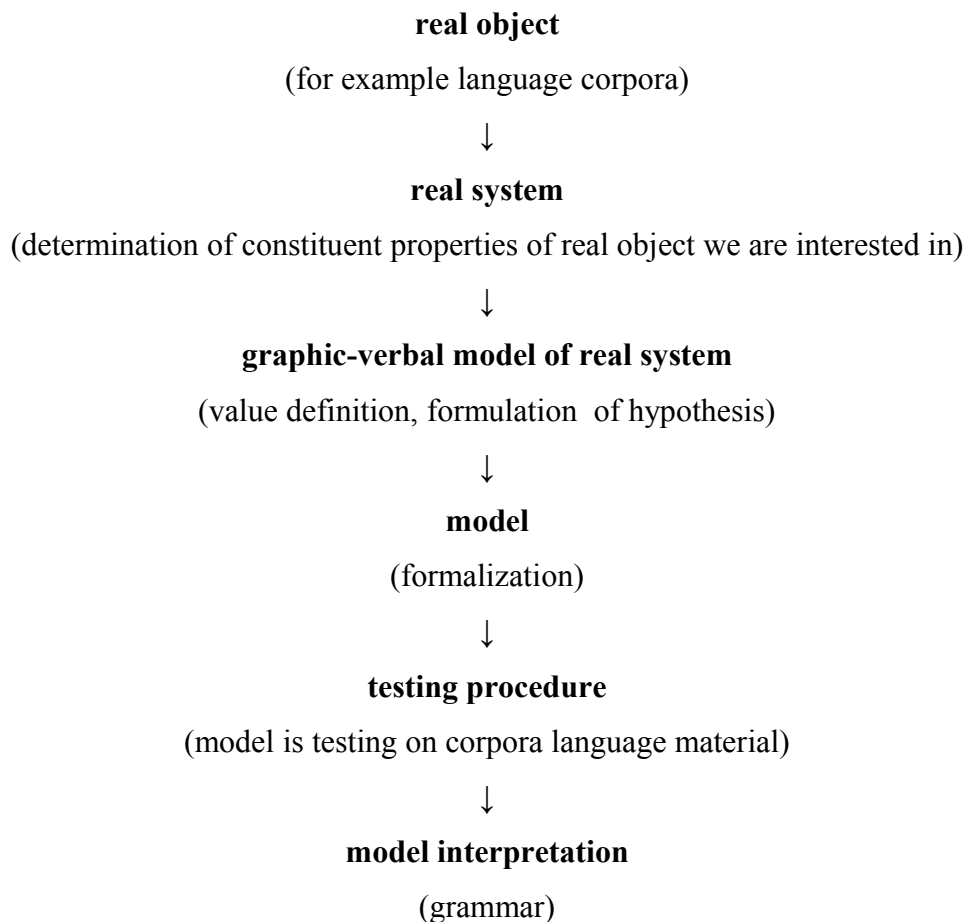 real object
(for example language corpora)
↓
real system
(determination of constituent properties of real object we are interested in)
↓
graphic-verbal model of real system
(value definition, formulation  of hypothesis)
↓
model
(formalization)
↓
testing procedure
(model is testing on corpora language material)
↓
model interpretation
(grammar)